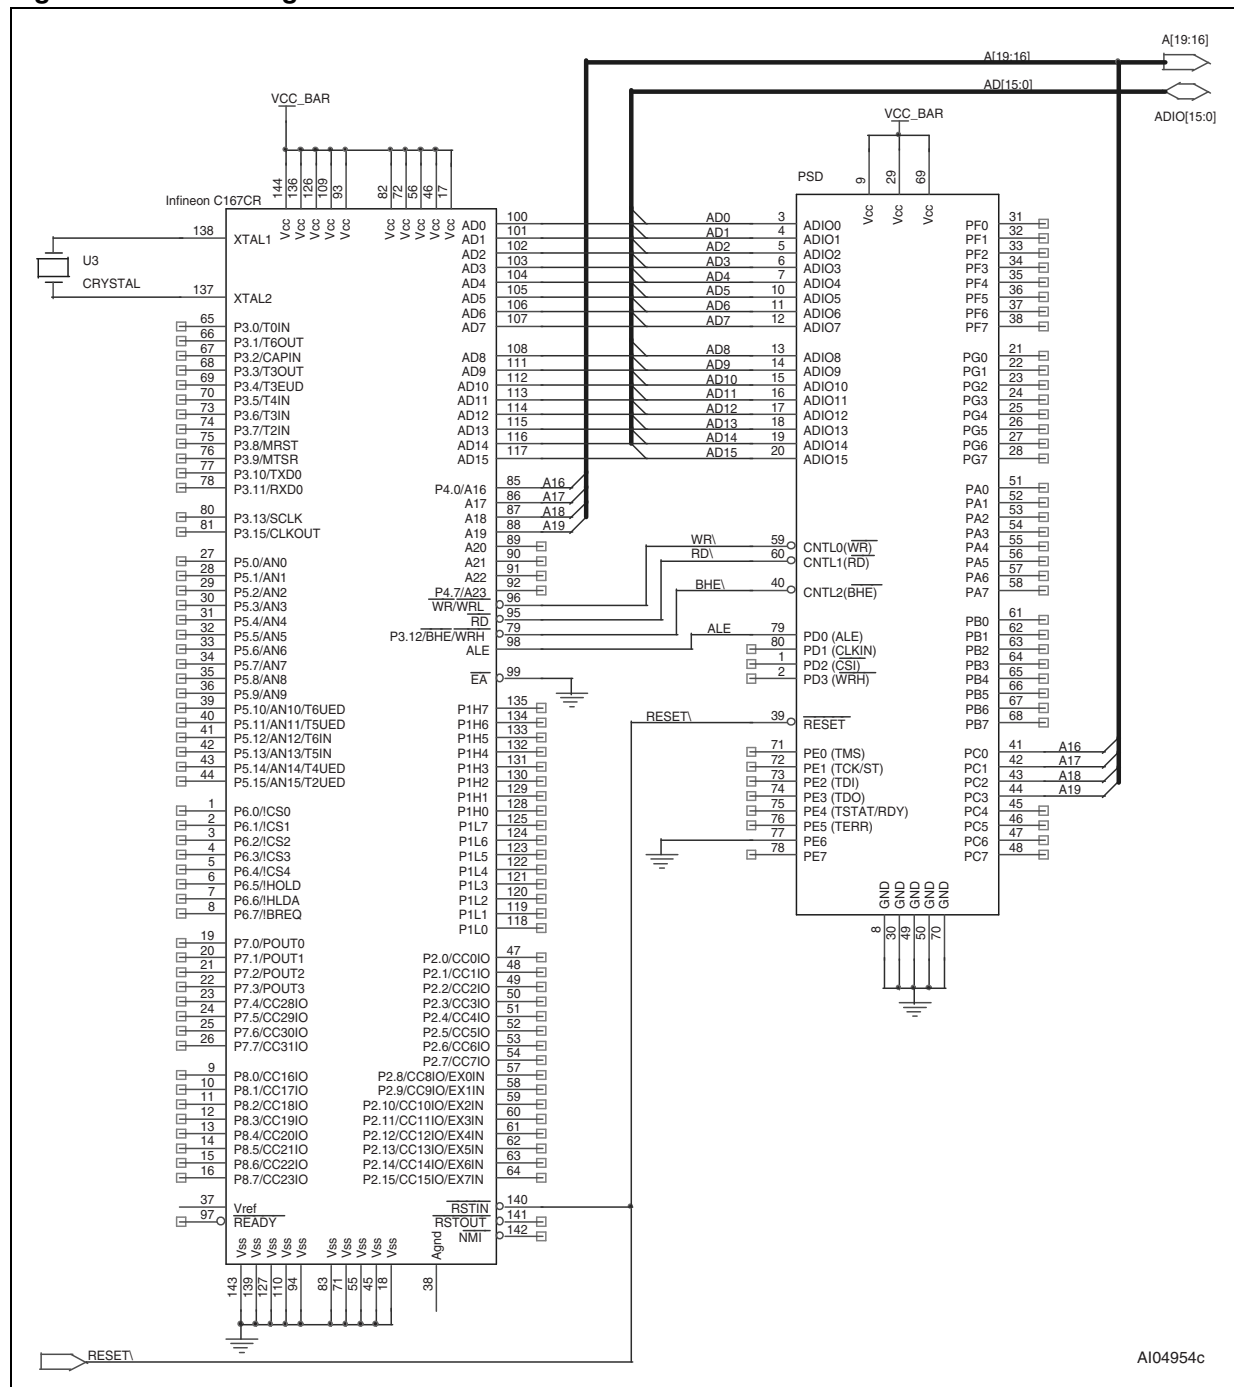 A[19:16]
A[19:16]
AD[15:0]
ADIO[15:0]
VCC_BAR
VCC_BAR
Infineon C167CR
144 136 126 109 93 82 72 56 46 17
Vcc Vcc Vcc Vcc Vcc Vcc Vcc Vcc Vcc Vcc
PSD
9 29 69
Vcc Vcc Vcc
138 XTAL1
U3
CRYSTAL
137 XTAL2
65 P3.0/T0IN
66 P3.1/T6OUT
67 P3.2/CAPIN
68 P3.3/T3OUT
69 P3.4/T3EUD
70 P3.5/T4IN
73 P3.6/T3IN
74 P3.7/T2IN
75 P3.8/MRST
76 P3.9/MTSR
77 P3.10/TXD0
78 P3.11/RXD0
80 P3.13/SCLK
81 P3.15/CLKOUT
27 P5.0/AN0
28 P5.1/AN1
29 P5.2/AN2
30 P5.3/AN3
31 P5.4/AN4
32 P5.5/AN5
33 P5.6/AN6
34 P5.7/AN7
35 P5.8/AN8
36 P5.9/AN9
39 P5.10/AN10/T6UED
40 P5.11/AN11/T5UED
41 P5.12/AN12/T6IN
42 P5.13/AN13/T5IN
43 P5.14/AN14/T4UED
44 P5.15/AN15/T2UED
1 P6.0/!CS0
2 P6.1/!CS1
3 P6.2/!CS2
4 P6.3/!CS3
5 P6.4/!CS4
6 P6.5/!HOLD
7 P6.6/!HLDA
8 P6.7/!BREQ
19 P7.0/POUT0
20 P7.1/POUT1
21 P7.2/POUT2
22 P7.3/POUT3
23 P7.4/CC28IO
24 P7.5/CC29IO
25 P7.6/CC30IO
26 P7.7/CC31IO
9 P8.0/CC16IO
10 P8.1/CC17IO
11 P8.2/CC18IO
12 P8.3/CC19IO
13 P8.4/CC20IO
14 P8.5/CC21IO
15 P8.6/CC22IO
16 P8.7/CC23IO
37 Vref
97 READY
AD0 100
AD1 101
AD2 102
AD3 103
AD4 104
AD5 105
AD6 106
AD7 107
AD8 108
AD9 111
AD10 112
AD11 113
AD12 114
AD13 115
AD14 116
AD15 117
P4.0/A16 85 A16
A17 86 A17
A18 87 A18
A19 88 A19
A20 89
A21 90
A22 91
P4.7/A23 92
WR/WRL 96
RD 95
P3.12/BHE/WRH 79
ALE 98
EA 99
P1H7 135
P1H6 134
P1H5 133
P1H4 132
P1H3 131
P1H2 130
P1H1 129
P1H0 128
P1L7 125
P1L6 124
P1L5 123
P1L4 122
P1L3 121
P1L2 120
P1L1 119
P1L0 118
P2.0/CC0IO 47
P2.1/CC1IO 48
P2.2/CC2IO 49
P2.3/CC3IO 50
P2.4/CC4IO 51
P2.5/CC5IO 52
P2.6/CC6IO 53
P2.7/CC7IO 54
P2.8/CC8IO/EX0IN 57
P2.9/CC9IO/EX1IN 58
P2.10/CC10IO/EX2IN 59
P2.11/CC11IO/EX3IN 60
P2.12/CC12IO/EX4IN 61
P2.13/CC13IO/EX5IN 62
P2.14/CC14IO/EX6IN 63
P2.15/CC15IO/EX7IN 64
RSTIN 140
RSTOUT 141
NMI 142
Vss Vss Vss Vss Vss Vss Vss Vss Vss Vss Agnd
143 139 127 110 94 83 71 55 45 18 38
AD0 3 ADIO0
AD1 4 ADIO1
AD2 5 ADIO2
AD3 6 ADIO3
AD4 7 ADIO4
AD5 10 ADIO5
AD6 11 ADIO6
AD7 12 ADIO7
AD8 13 ADIO8
AD9 14 ADIO9
AD10 15 ADIO10
AD11 16 ADIO11
AD12 17 ADIO12
AD13 18 ADIO13
AD14 19 ADIO14
AD15 20 ADIO15
WR\ 59 CNTL0(WR)
RD\ 60 CNTL1(RD)
BHE\ 40 CNTL2(BHE)
ALE 79 PD0 (ALE)
80 PD1 (CLKIN)
1 PD2 (CSI)
2 PD3 (WRH)
RESET\ 39 RESET
71 PE0 (TMS)
72 PE1 (TCK/ST)
73 PE2 (TDI)
74 PE3 (TDO)
75 PE4 (TSTAT/RDY)
76 PE5 (TERR)
77 PE6
78 PE7
PF0 31
PF1 32
PF2 33
PF3 34
PF4 35
PF5 36
PF6 37
PF7 38
PG0 21
PG1 22
PG2 23
PG3 24
PG4 25
PG5 26
PG6 27
PG7 28
PA0 51
PA1 52
PA2 53
PA3 54
PA4 55
PA5 56
PA6 57
PA7 58
PB0 61
PB1 62
PB2 63
PB3 64
PB4 65
PB5 66
PB6 67
PB7 68
PC0 41 A16
PC1 42 A17
PC2 43 A18
PC3 44 A19
PC4 45
PC5 46
PC6 47
PC7 48
GND GND GND GND GND
8 30 49 50 70
RESET\
AI04954c